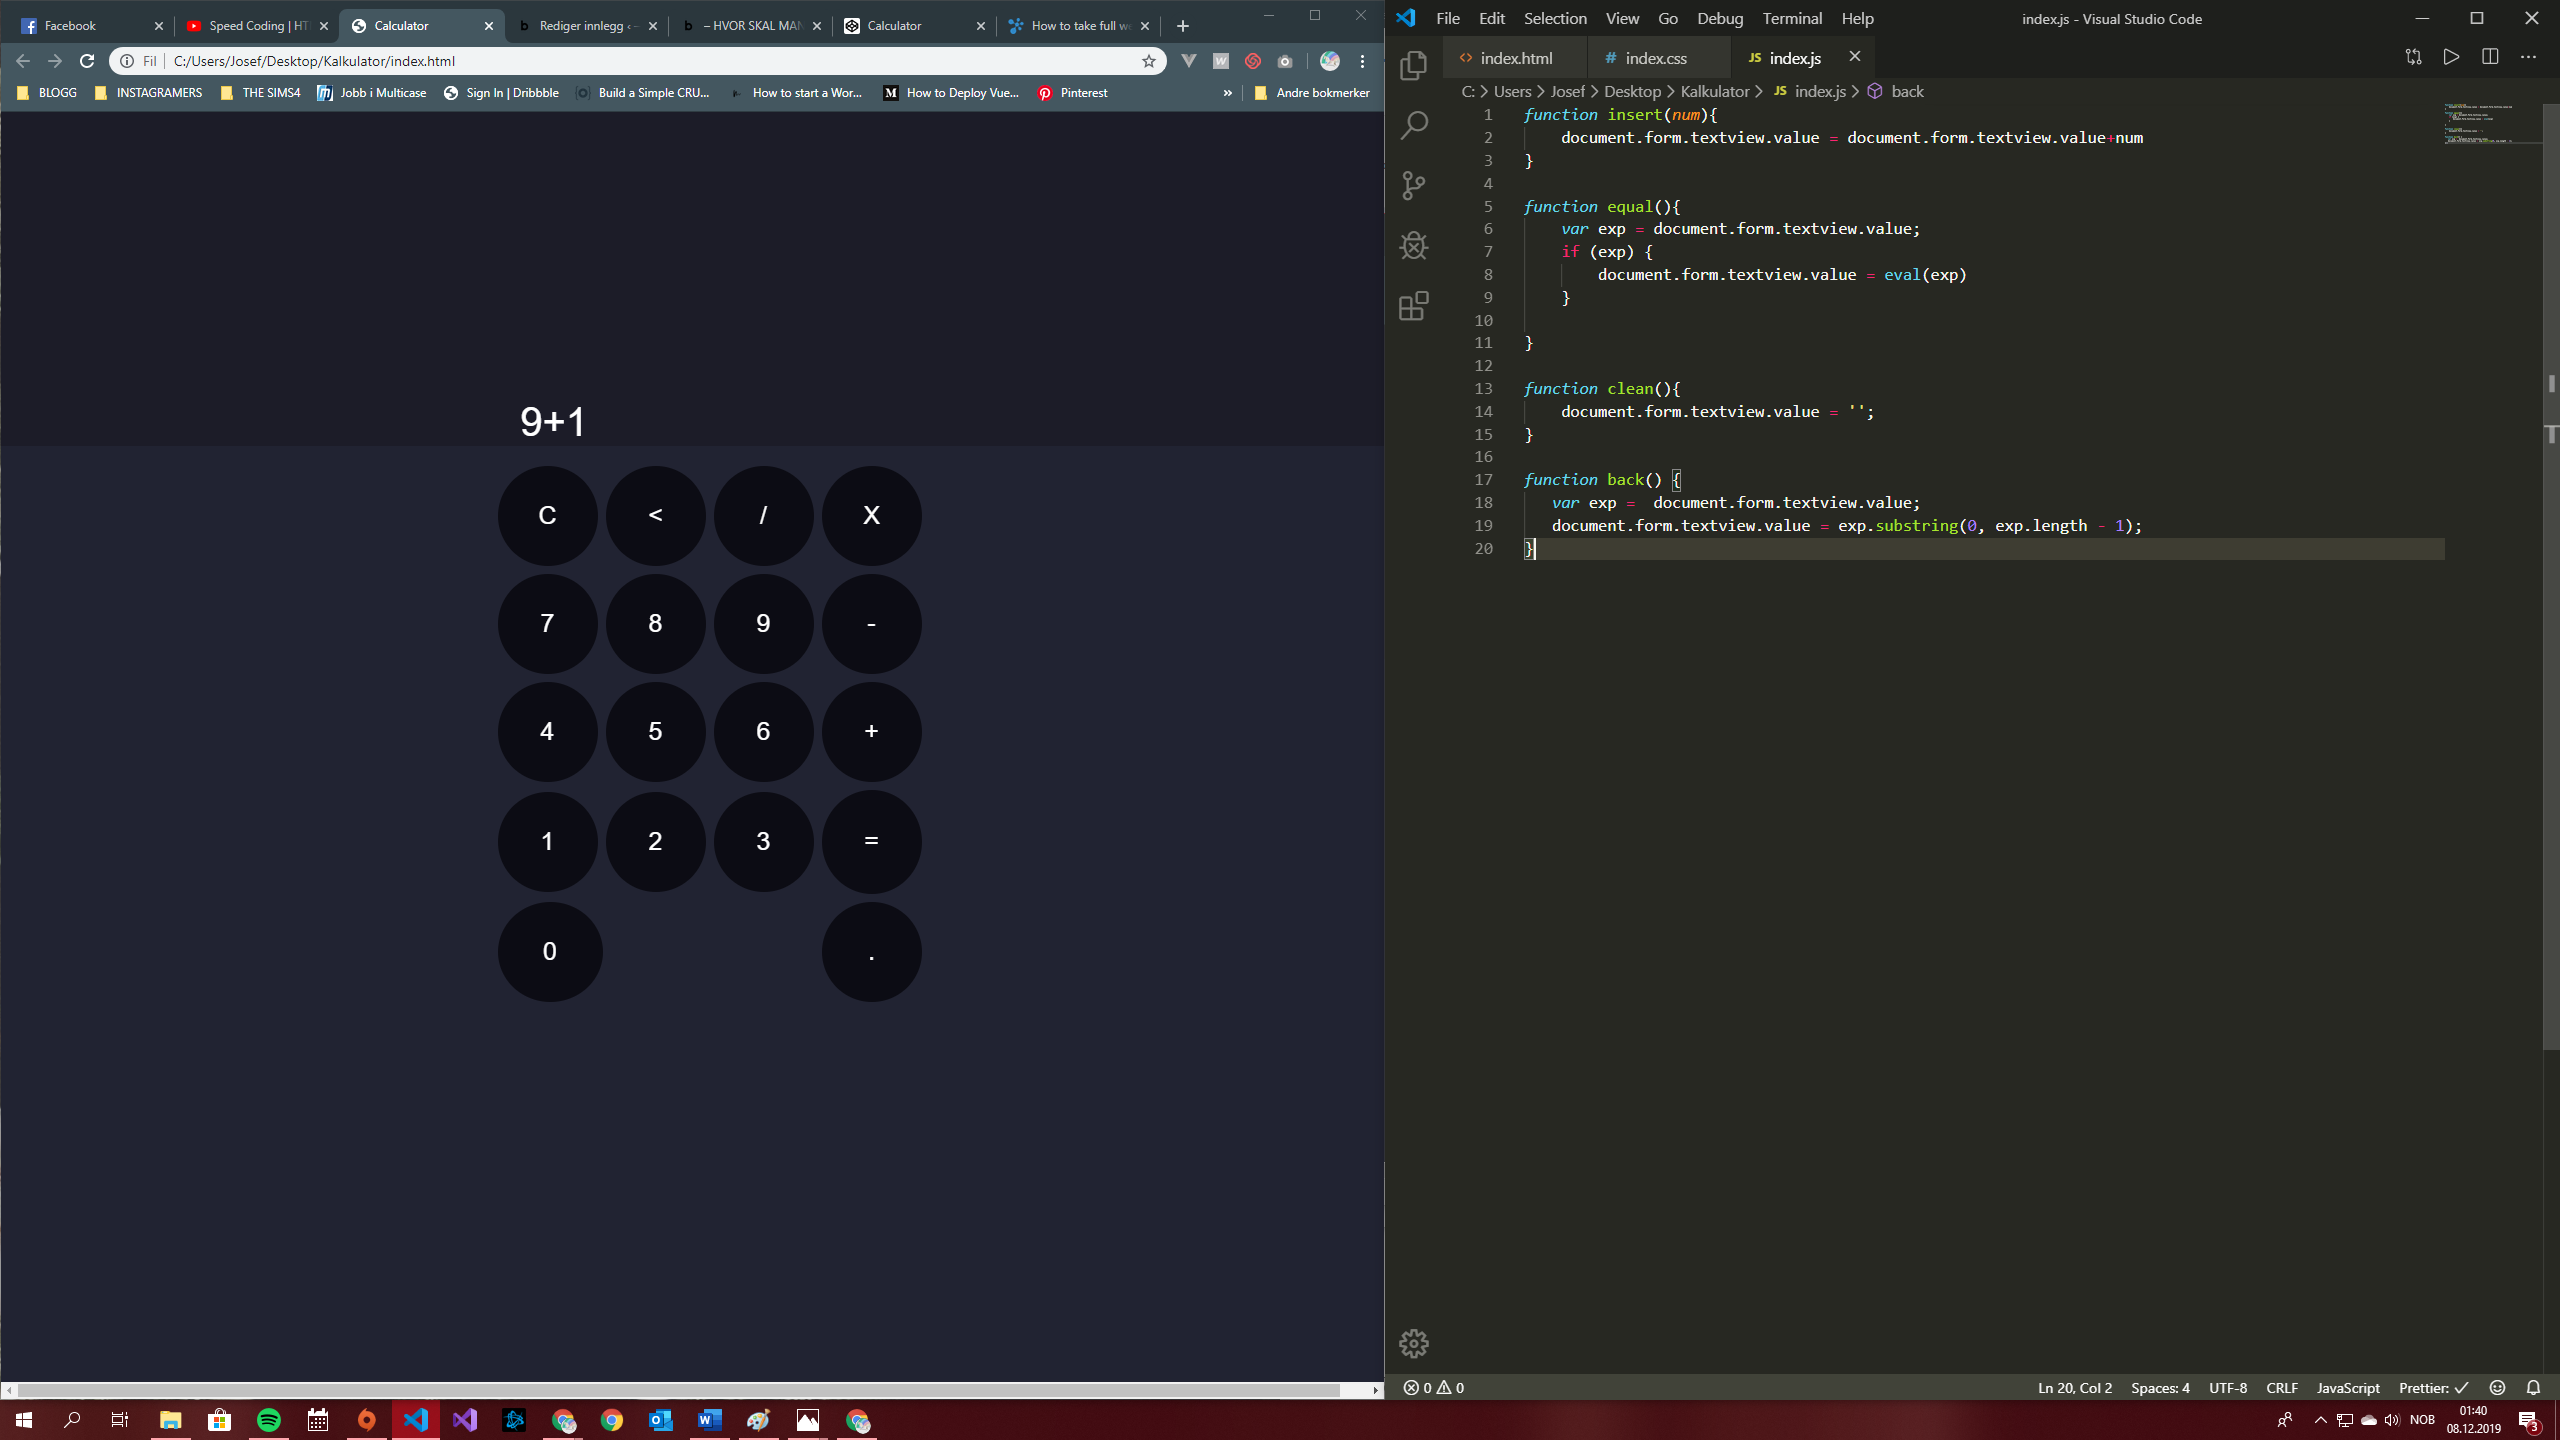 Facebook
Speed Coding | HT
Calculator
Rediger innlegg ‹ –
– HVOR SKAL MAN
Calculator
How to take full we
Fil
C:/Users/Josef/Desktop/Kalkulator/index.html
BLOGG
INSTAGRAMERS
THE SIMS4
Jobb i Multicase
Sign In | Dribbble
Build a Simple CRU...
How to start a Wor...
How to Deploy Vue...
Pinterest
»
Andre bokmerker
9+1
C < / X
7 8 9 -
4 5 6 +
1 2 3 =
0 .
File Edit Selection View Go Debug Terminal Help
index.js - Visual Studio Code
index.html
# index.css
JS index.js
C: > Users > Josef > Desktop > Kalkulator > JS index.js > back
1 function insert(num){
2 document.form.textview.value = document.form.textview.value+num
3 }
4
5 function equal(){
6 var exp = document.form.textview.value;
7 if (exp) {
8 document.form.textview.value = eval(exp)
9 }
10
11 }
12
13 function clean(){
14 document.form.textview.value = '';
15 }
16
17 function back() {
18 var exp =  document.form.textview.value;
19 document.form.textview.value = exp.substring(0, exp.length - 1);
20 }
0 0
Ln 20, Col 2
Spaces: 4
UTF-8
CRLF
JavaScript
Prettier: ✓
NOB
01:40
08.12.2019
3